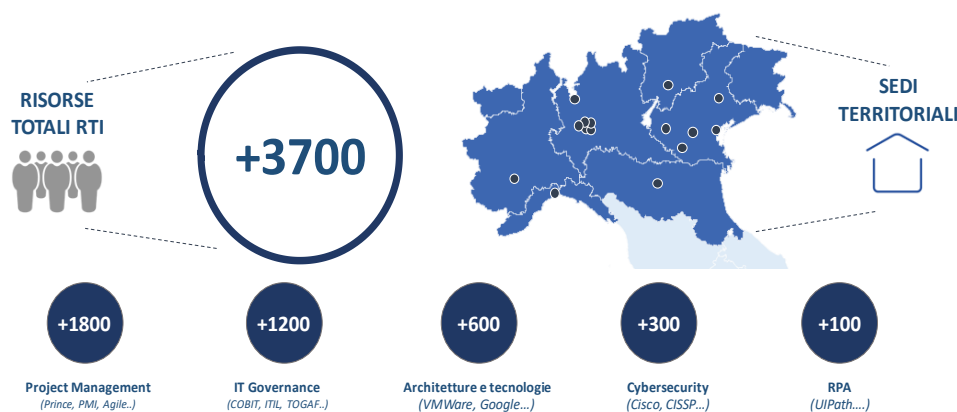 RISORSE
TOTALI RTI
+3700
SEDI
TERRITORIALI
+1800
+1200
+600
+300
+100
Project Management
(Prince, PMI, Agile..)
IT Governance
(COBIT, ITIL, TOGAF..)
Architetture e tecnologie
(VMWare, Google...)
Cybersecurity
(Cisco, CISSP...)
RPA
(UIPath....)